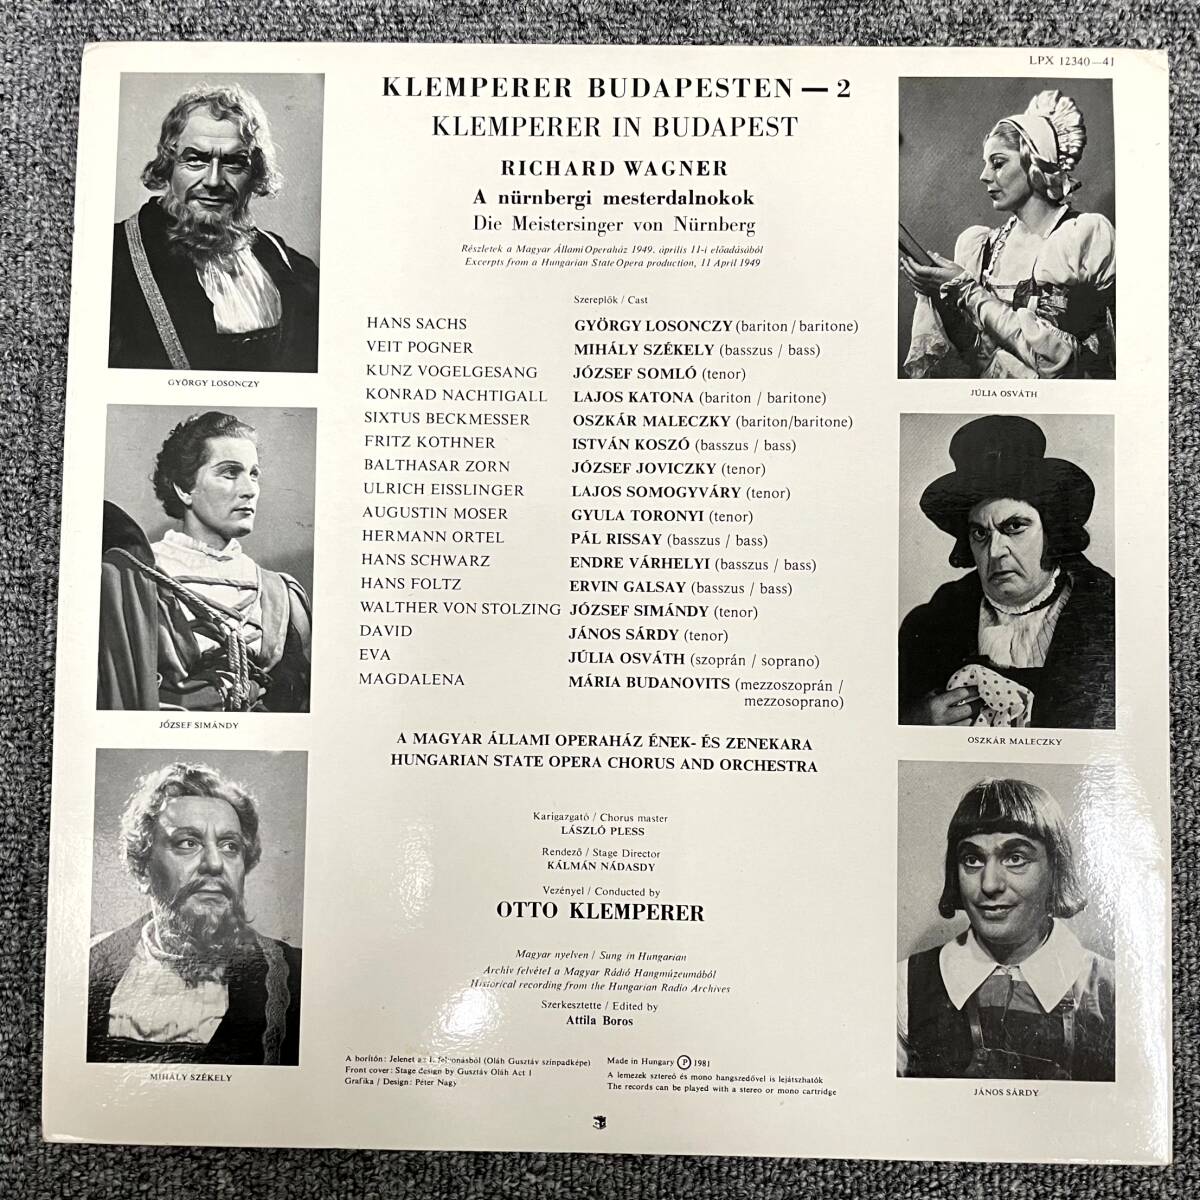 LPX 12340—41
KLEMPERER BUDAPESTEN — 2
KLEMPERER IN BUDAPEST
RICHARD WAGNER
A nürnbergi mesterdalnokok
Die Meistersinger von Nürnberg
Részletek a Magyar Állami Operaház 1949. április 11-i előadásából
Excerpts from a Hungarian State Opera production, 11 April 1949
Szereplők / Cast
HANS SACHS GYÖRGY LOSONCZY (bariton / baritone)
VEIT POGNER MIHÁLY SZÉKELY (basszus / bass)
KUNZ VOGELGESANG JÓZSEF SOMLÓ (tenor)
KONRAD NACHTIGALL LAJOS KATONA (bariton / baritone)
SIXTUS BECKMESSER OSZKÁR MALECZKY (bariton/baritone)
FRITZ KOTHNER ISTVÁN KOSZÓ (basszus / bass)
BALTHASAR ZORN JÓZSEF JOVICZKY (tenor)
ULRICH EISSLINGER LAJOS SOMOGYVÁRY (tenor)
AUGUSTIN MOSER GYULA TORONYI (tenor)
HERMANN ORTEL PÁL RISSAY (basszus / bass)
HANS SCHWARZ ENDRE VÁRHELYI (basszus / bass)
HANS FOLTZ ERVIN GALSAY (basszus / bass)
WALTHER VON STOLZING JÓZSEF SIMÁNDY (tenor)
DAVID JÁNOS SÁRDY (tenor)
EVA JÚLIA OSVÁTH (szoprán / soprano)
MAGDALENA MÁRIA BUDANOVITS (mezzoszoprán /
mezzosoprano)
A MAGYAR ÁLLAMI OPERAHÁZ ÉNEK- ÉS ZENEKARA
HUNGARIAN STATE OPERA CHORUS AND ORCHESTRA
Karigazgató / Chorus master
LÁSZLÓ PLESS
Rendező / Stage Director
KÁLMÁN NÁDASDY
Vezényel / Conducted by
OTTO KLEMPERER
Magyar nyelven / Sung in Hungarian
Archív felvétel a Magyar Rádió Hangmúzeumából
Historical recording from the Hungarian Radio Archives
Szerkesztette / Edited by
Attila Boros
A borítón: Jelenet az I. felvonásból (Oláh Gusztáv színpadképe)
Front cover: Stage design by Gusztáv Oláh Act I
Grafika / Design: Péter Nagy
Made in Hungary Ⓟ 1981
A lemezek sztereó és mono hangszedővel is lejátszhatók
The records can be played with a stereo or mono cartridge
GYÖRGY LOSONCZY
JÓZSEF SIMÁNDY
MIHÁLY SZÉKELY
JÚLIA OSVÁTH
OSZKÁR MALECZKY
JÁNOS SÁRDY